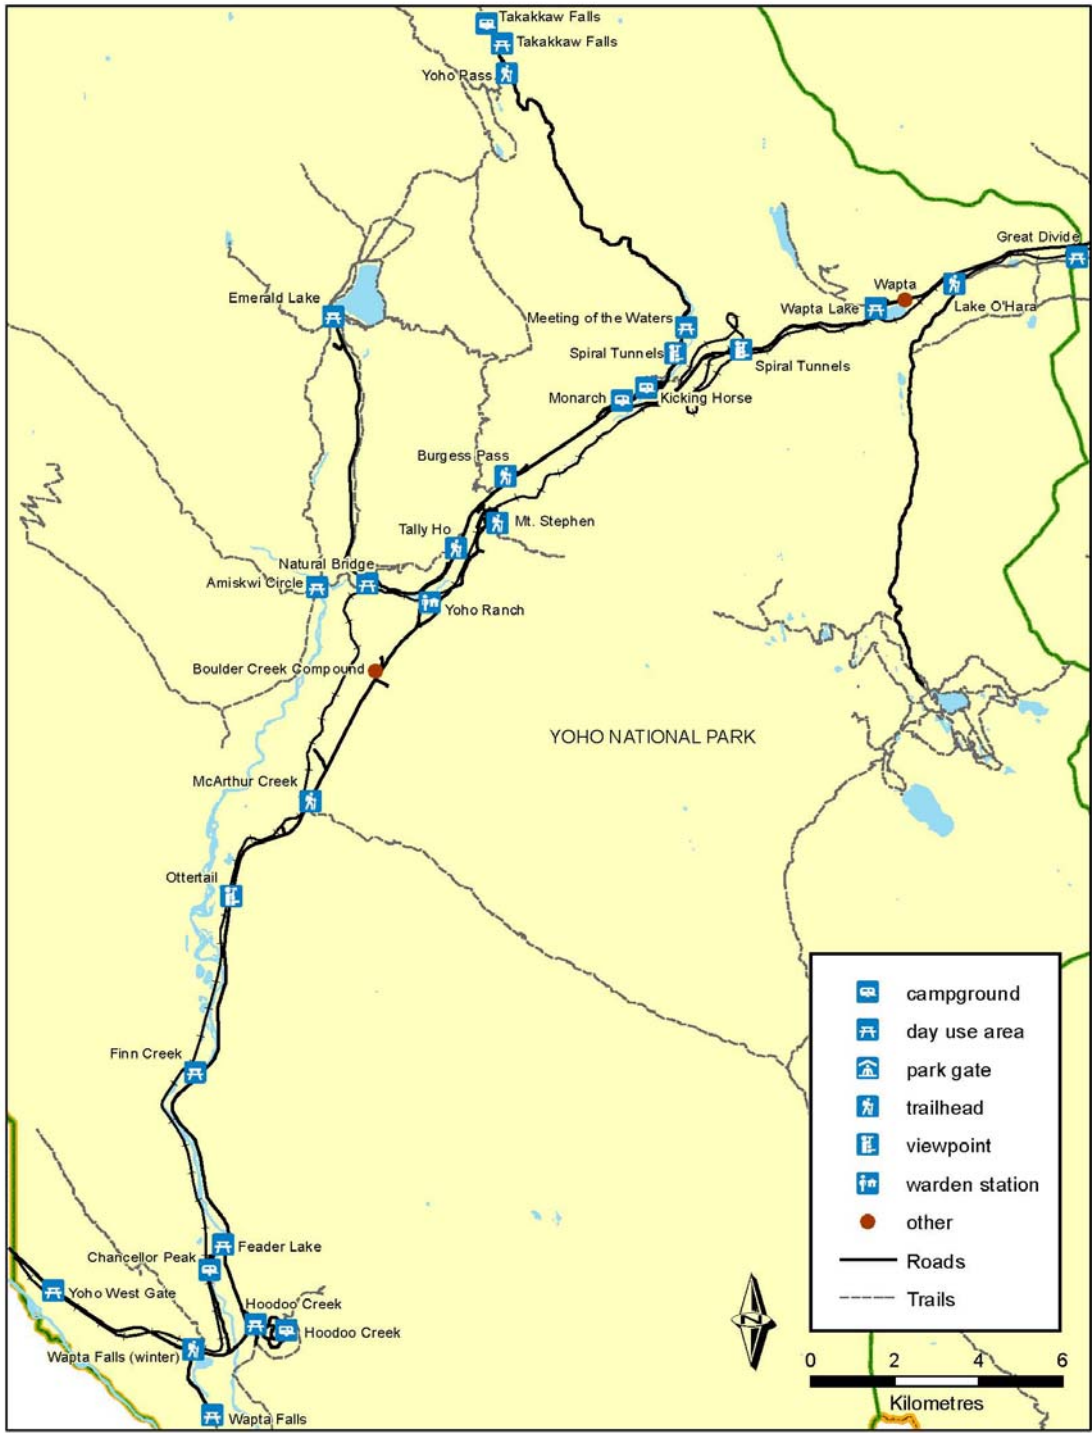 Takakkaw Falls
Takakkaw Falls
Yoho Pass
Great Divide
Emerald Lake
Wapta
Wapta Lake
Lake O'Hara
Meeting of the Waters
Spiral Tunnels
Spiral Tunnels
Monarch
Kicking Horse
Burgess Pass
Tally Ho
Mt. Stephen
Natural Bridge
Amiskwi Circle
Yoho Ranch
Boulder Creek Compound
YOHO NATIONAL PARK
McArthur Creek
Ottertail
Finn Creek
campground
day use area
park gate
trailhead
viewpoint
warden station
other
Roads
Trails
Feader Lake
Chancellor Peak
Yoho West Gate
Hoodoo Creek
Hoodoo Creek
Wapta Falls (winter)
Wapta Falls
N
0 2 4 6
Kilometres